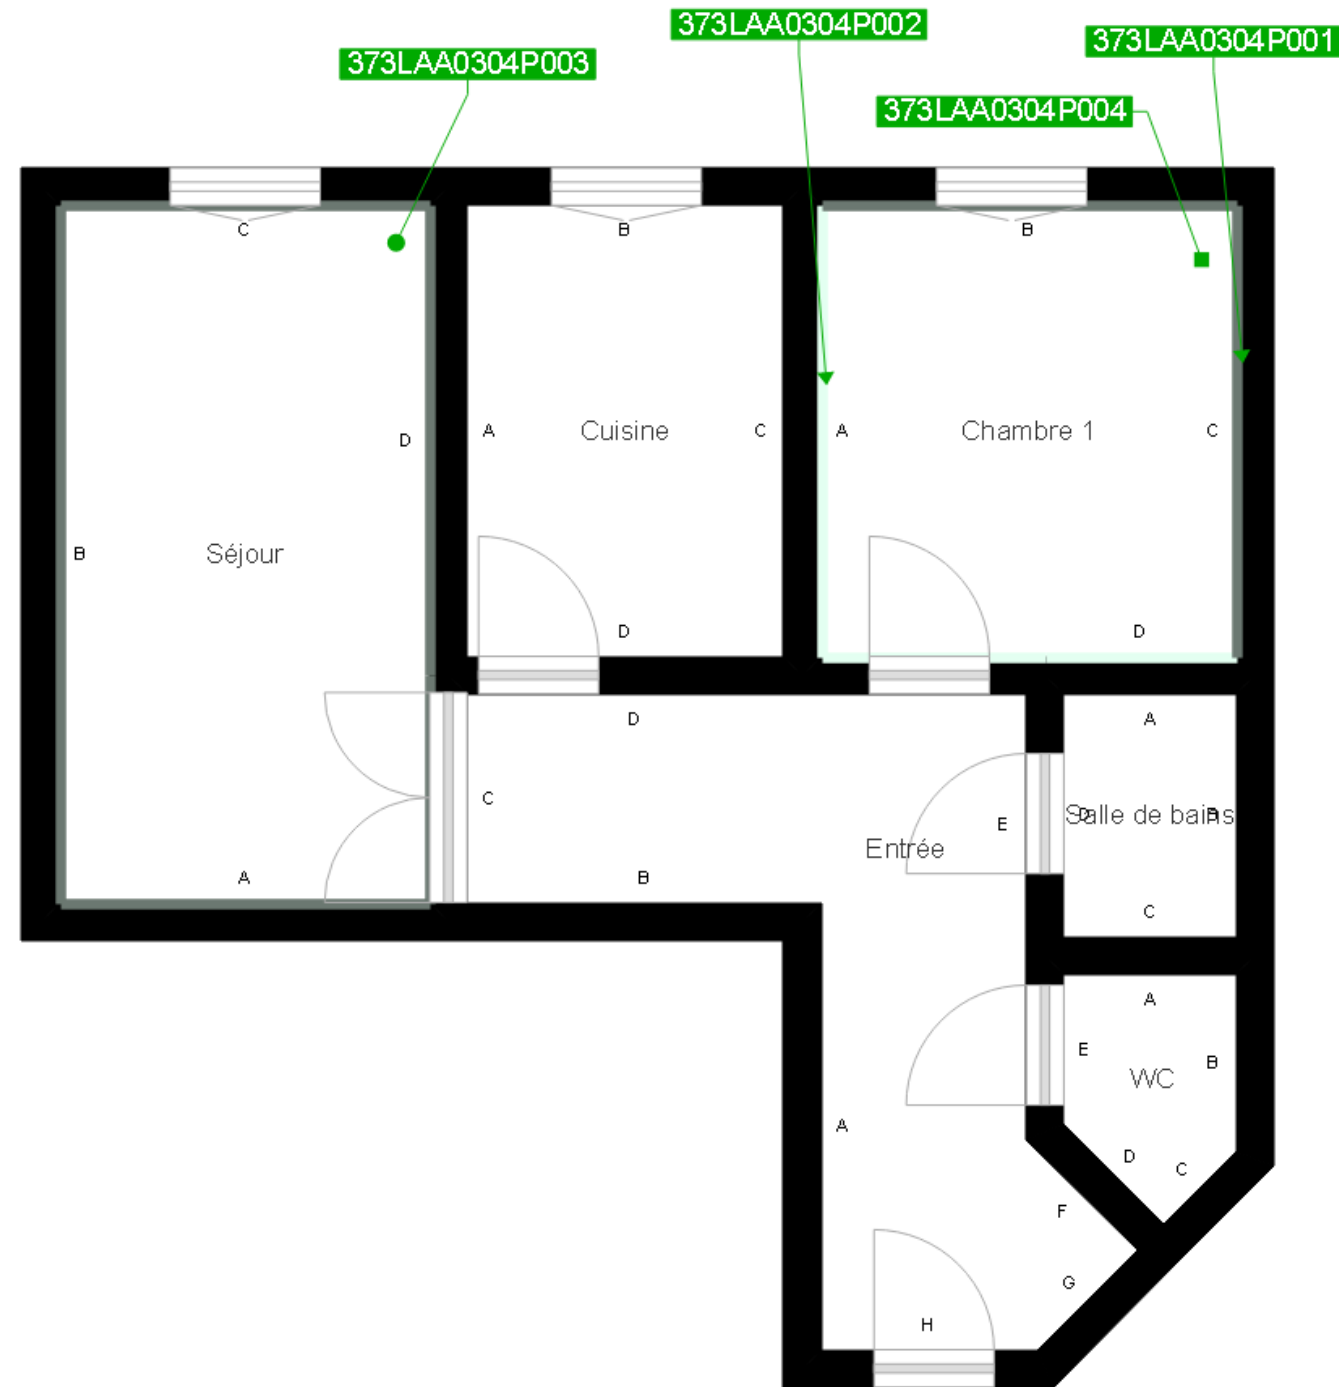 373LAA0304P002
373LAA0304P001
373LAA0304P003
373LAA0304P004
C
B
B
D
A
Cuisine
C
A
Chambre 1
C
B
Séjour
D
D
D
A
C
Salle de bains
D
B
E
Entrée
A
B
C
A
E
B
WC
A
D
C
F
G
H